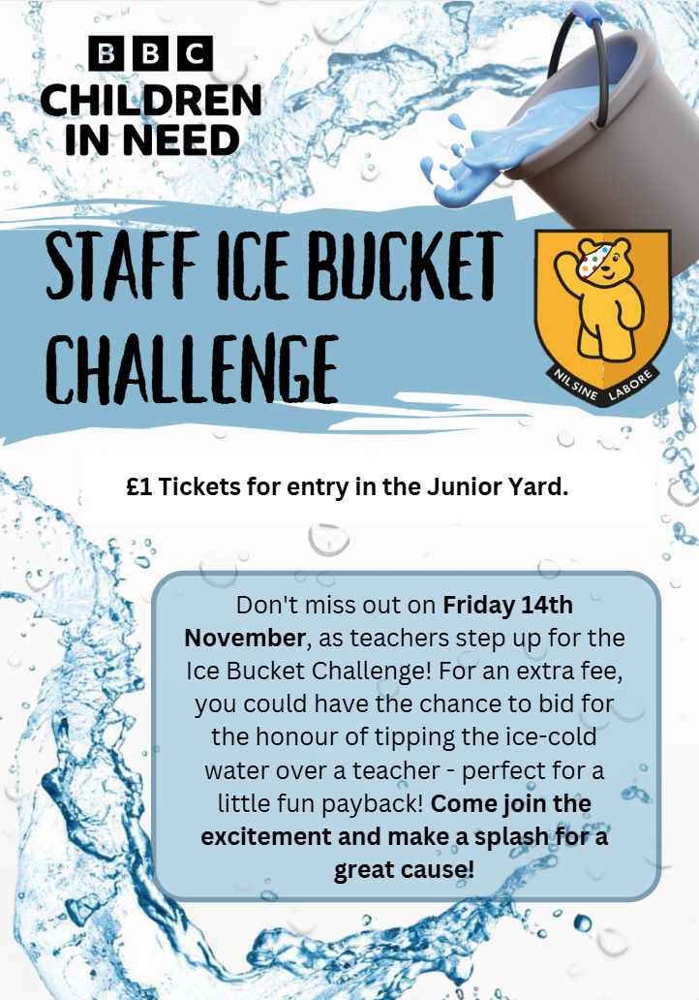 BBC
CHILDREN
IN NEED
STAFF ICE BUCKET
CHALLENGE
NIL SINE LABORE
£1 Tickets for entry in the Junior Yard.
Don't miss out on Friday 14th
November, as teachers step up for the
Ice Bucket Challenge! For an extra fee,
you could have the chance to bid for
the honour of tipping the ice-cold
water over a teacher - perfect for a
little fun payback! Come join the
excitement and make a splash for a
great cause!